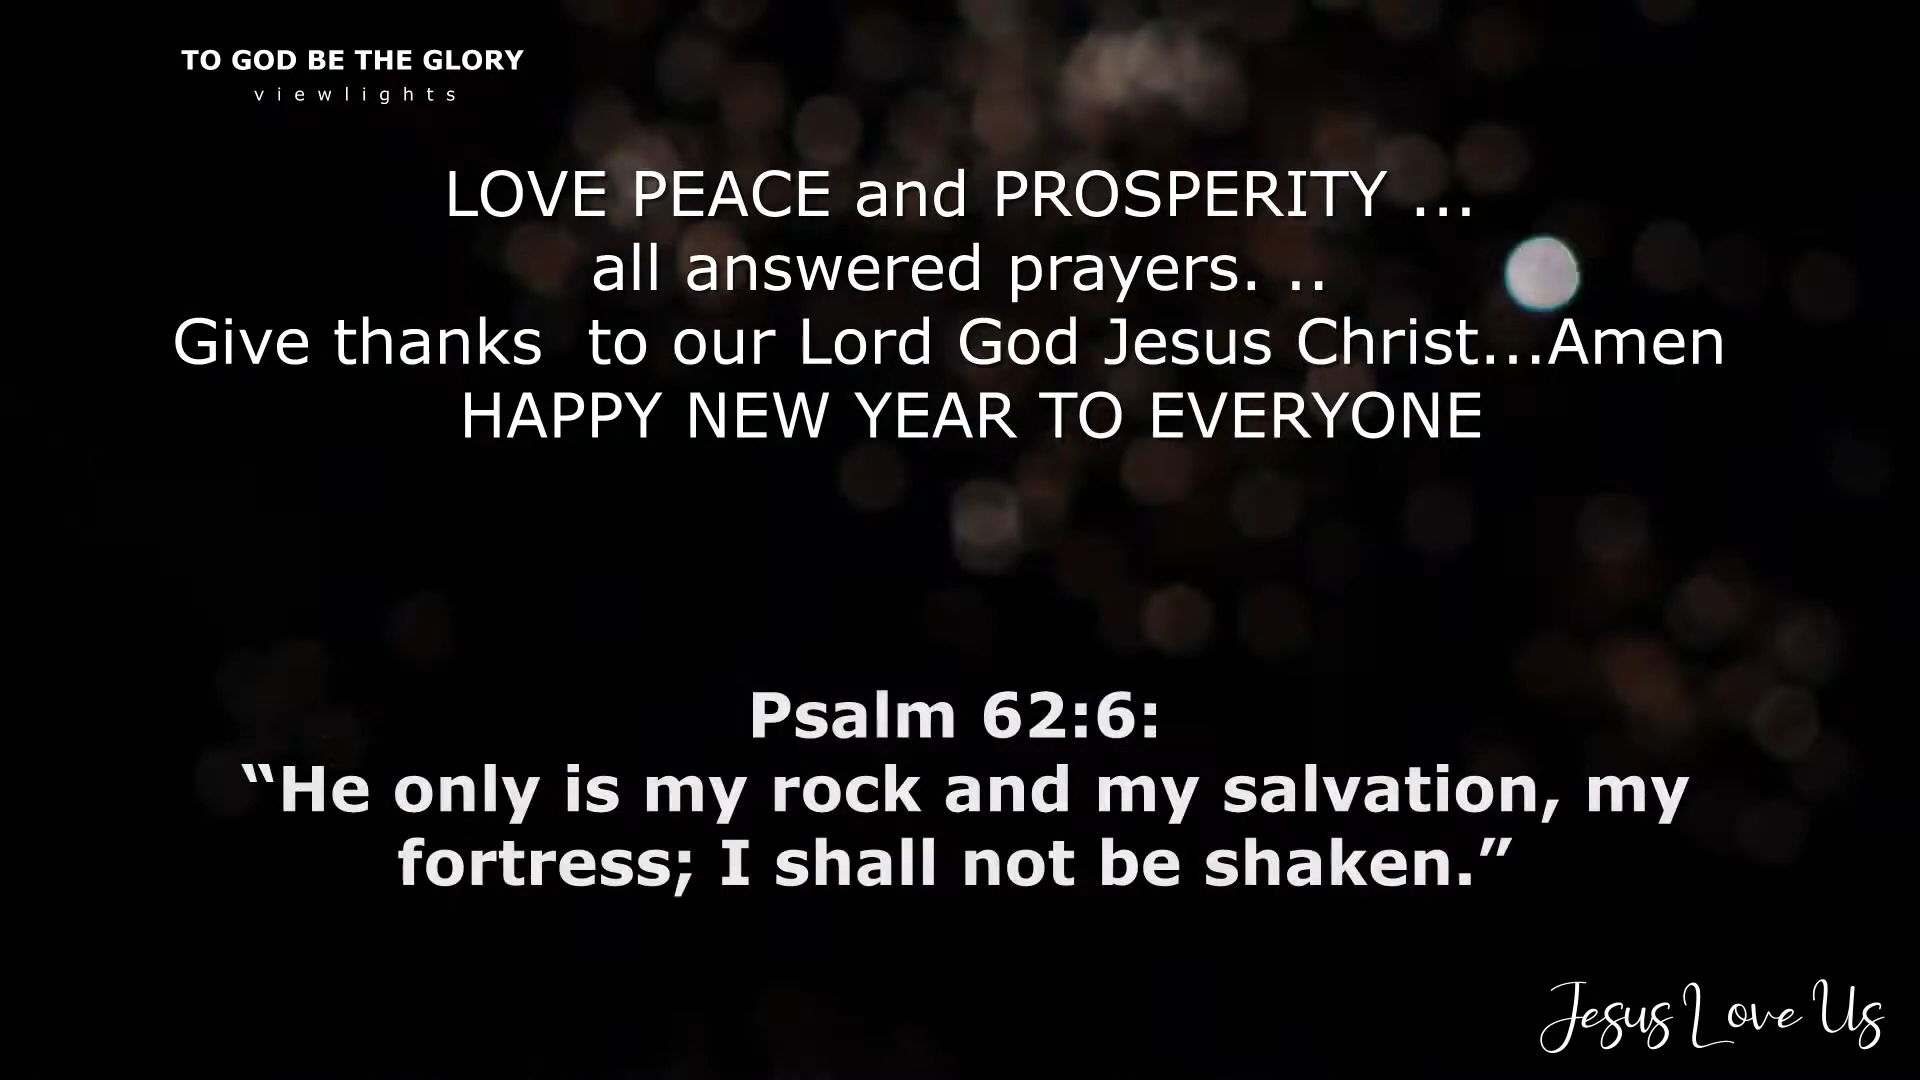 TO GOD BE THE GLORY
viewlights
LOVE PEACE and PROSPERITY ...
all answered prayers. ..
Give thanks  to our Lord God Jesus Christ...Amen
HAPPY NEW YEAR TO EVERYONE
Psalm 62:6:
“He only is my rock and my salvation, my
fortress; I shall not be shaken.”
Jesus Love Us